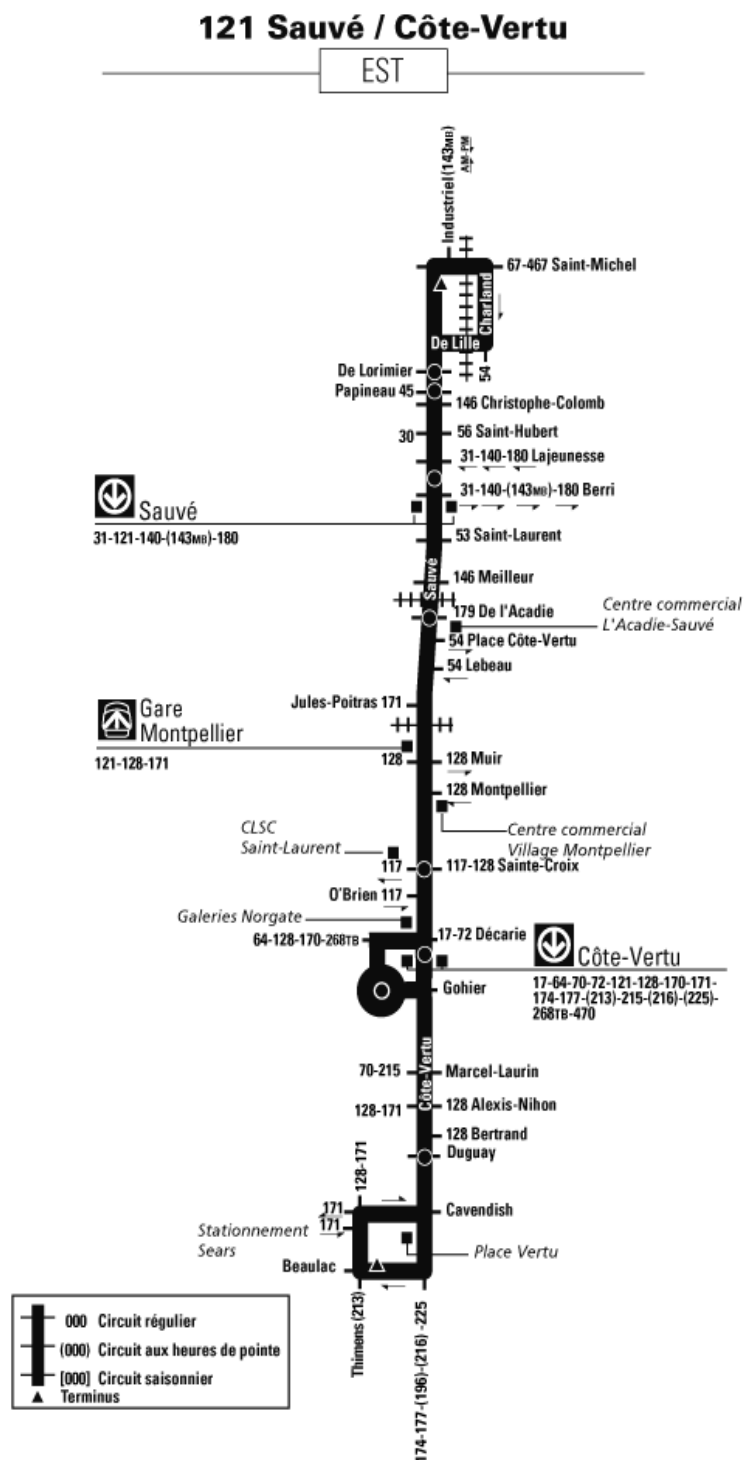 121 Sauvé / Côte-Vertu
EST
Industriel (143MB)
AM-PM
67-467 Saint-Michel
Charland
De Lille
54
De Lorimier
Papineau 45
146 Christophe-Colomb
30
56 Saint-Hubert
31-140-180 Lajeunesse
31-140-(143MB)-180 Berri
Sauvé
31-121-140-(143MB)-180
53 Saint-Laurent
Sauvé
146 Meilleur
179 De l'Acadie
Centre commercial
L'Acadie-Sauvé
54 Place Côte-Vertu
54 Lebeau
Jules-Poitras 171
Gare
Montpellier
121-128-171
128
128 Muir
128 Montpellier
Centre commercial
Village Montpellier
CLSC
Saint-Laurent
117
117-128 Sainte-Croix
O'Brien 117
Galeries Norgate
64-128-170-268TB
17-72 Décarie
Côte-Vertu
17-64-70-72-121-128-170-171-
174-177-(213)-215-(216)-(225)-
268TB-470
Gohier
Côte-Vertu
70-215
Marcel-Laurin
128-171
128 Alexis-Nihon
128 Bertrand
Duguay
128-171
171
171
Cavendish
Stationnement
Sears
Place Vertu
Beaulac
Thimens (213)
174-177-(196)-(216) -225
000 Circuit régulier
(000) Circuit aux heures de pointe
[000] Circuit saisonnier
Terminus